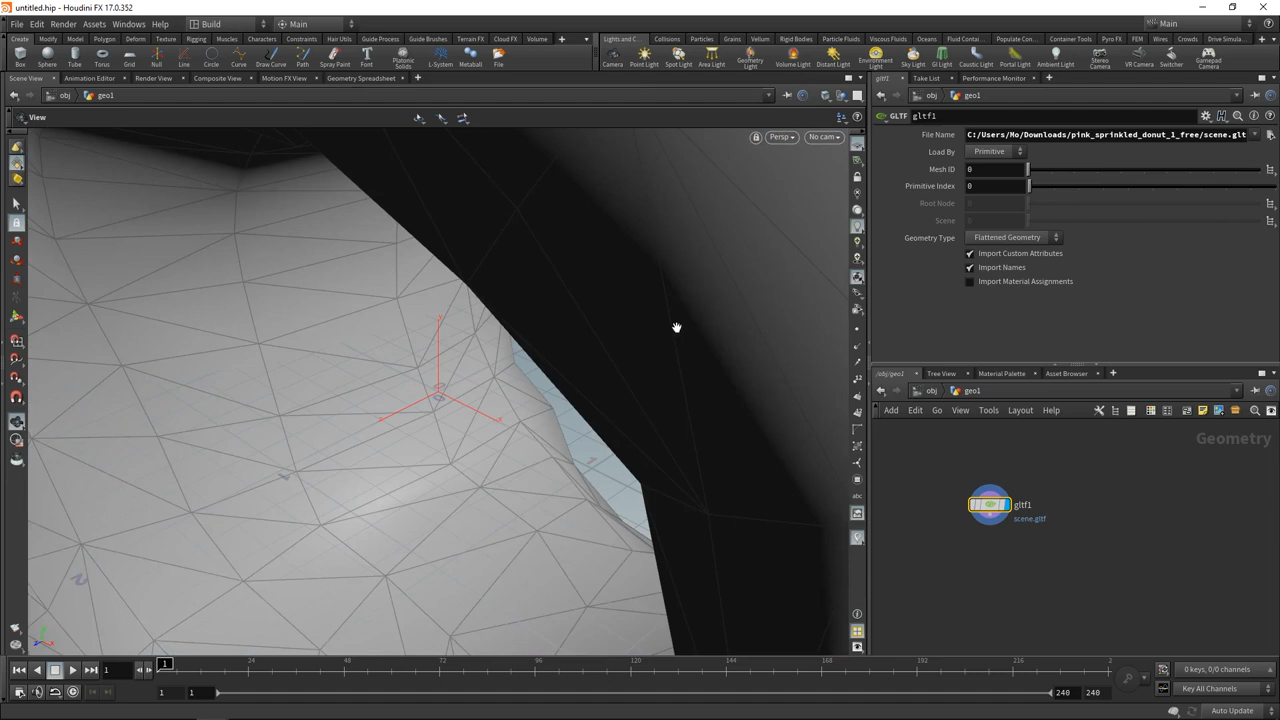 untitled.hip - Houdini FX 17.0.352
File Edit Render Assets Windows Help Build Main Main
Create Modify Model Polygon Deform Texture Rigging Muscles Characters Constraints Hair Utils Guide Process Guide Brushes Terrain FX Cloud FX Volume
Lights and C... Collisions Particles Grains Vellum Rigid Bodies Particle Fluids Viscous Fluids Oceans Fluid Contai... Populate Con... Container Tools Pyro FX FEM Wires Crowds Drive Simula...
Box Sphere Tube Torus Grid Null Line Circle Curve Draw Curve Path Spray Paint Font Platonic Solids L-System Metaball File
Camera Point Light Spot Light Area Light Geometry Light Volume Light Distant Light Environment Light Sky Light GI Light Caustic Light Portal Light Ambient Light Stereo Camera VR Camera Switcher Gamepad Camera
Scene View Animation Editor Render View Composite View Motion FX View Geometry Spreadsheet
gltf1 Take List Performance Monitor
obj geo1
obj geo1
View
GLTF gltf1
Persp No cam
File Name C:/Users/Mo/Downloads/pink_sprinkled_donut_1_free/scene.glt
Load By Primitive
Mesh ID 0
Primitive Index 0
Root Node 0
Scene 0
Geometry Type Flattened Geometry
Import Custom Attributes
Import Names
Import Material Assignments
/obj/geo1 Tree View Material Palette Asset Browser
obj geo1
Add Edit Go View Tools Layout Help
Geometry
gltf1
scene.gltf
abc
1 1 24 48 72 96 120 144 168 192 216 2
0 keys, 0/0 channels
1 1 240 240 Key All Channels
Auto Update